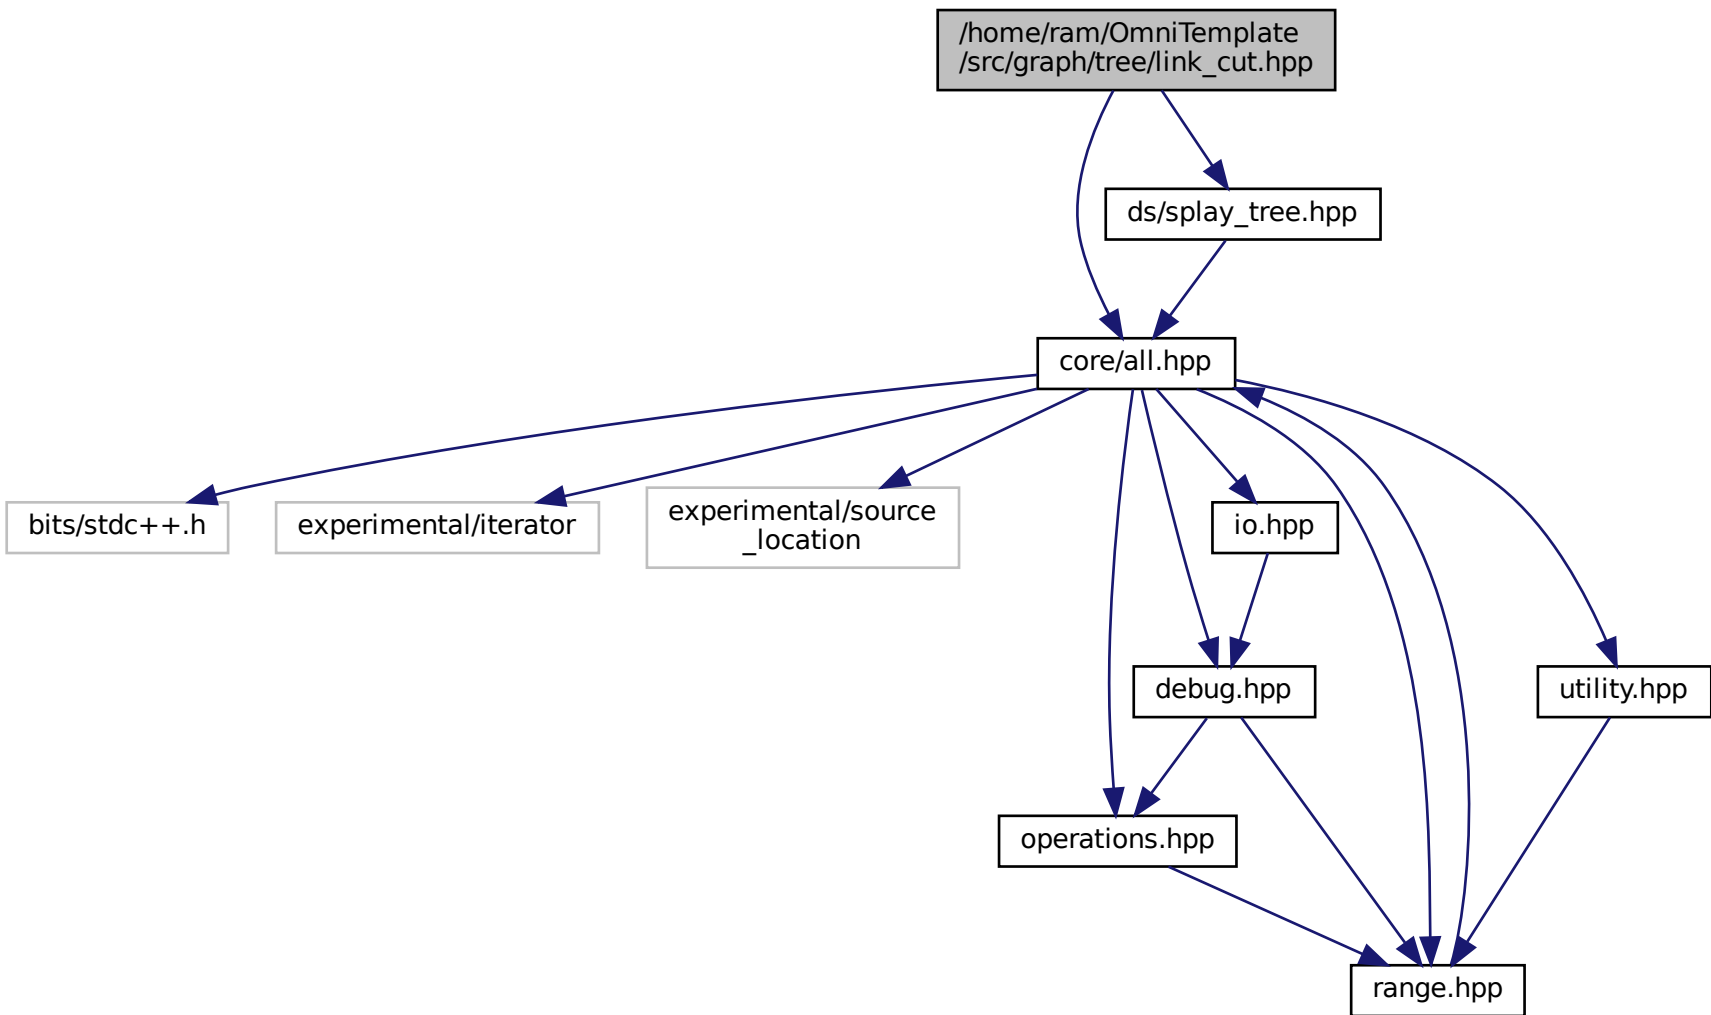 /home/ram/OmniTemplate
/src/graph/tree/link_cut.hpp
ds/splay_tree.hpp
core/all.hpp
bits/stdc++.h
experimental/iterator
experimental/source
_location
io.hpp
debug.hpp
utility.hpp
operations.hpp
range.hpp